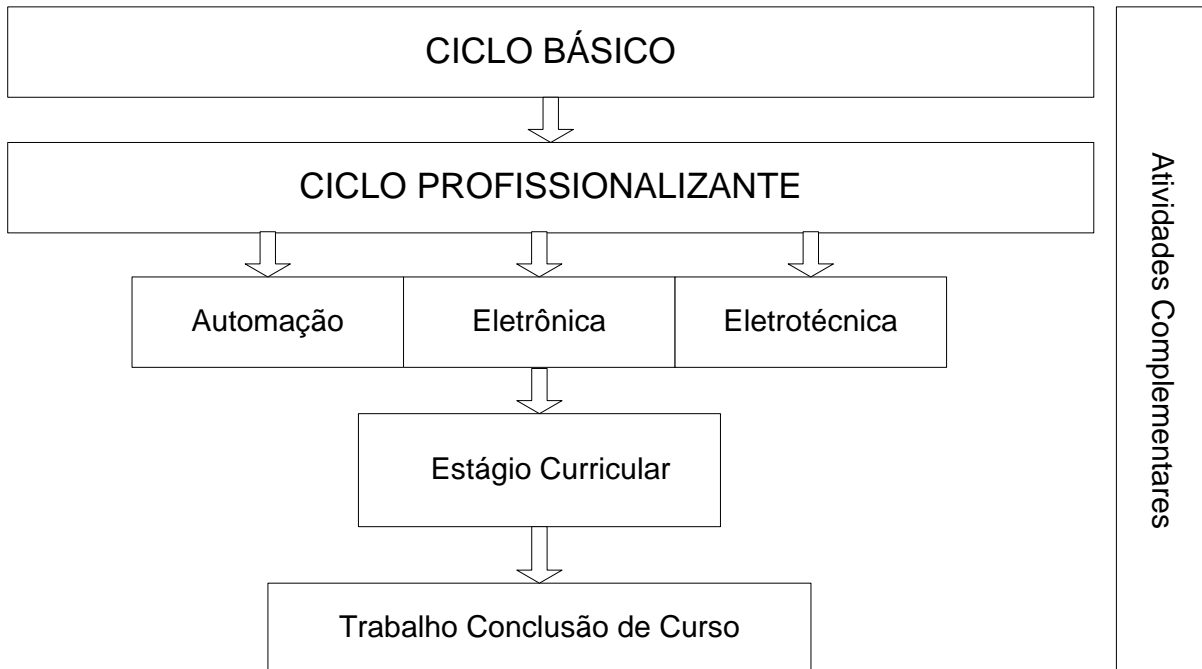 CICLO BÁSICO
CICLO PROFISSIONALIZANTE
Automação
Eletrônica
Eletrotécnica
Estágio Curricular
Trabalho Conclusão de Curso
Atividades Complementares